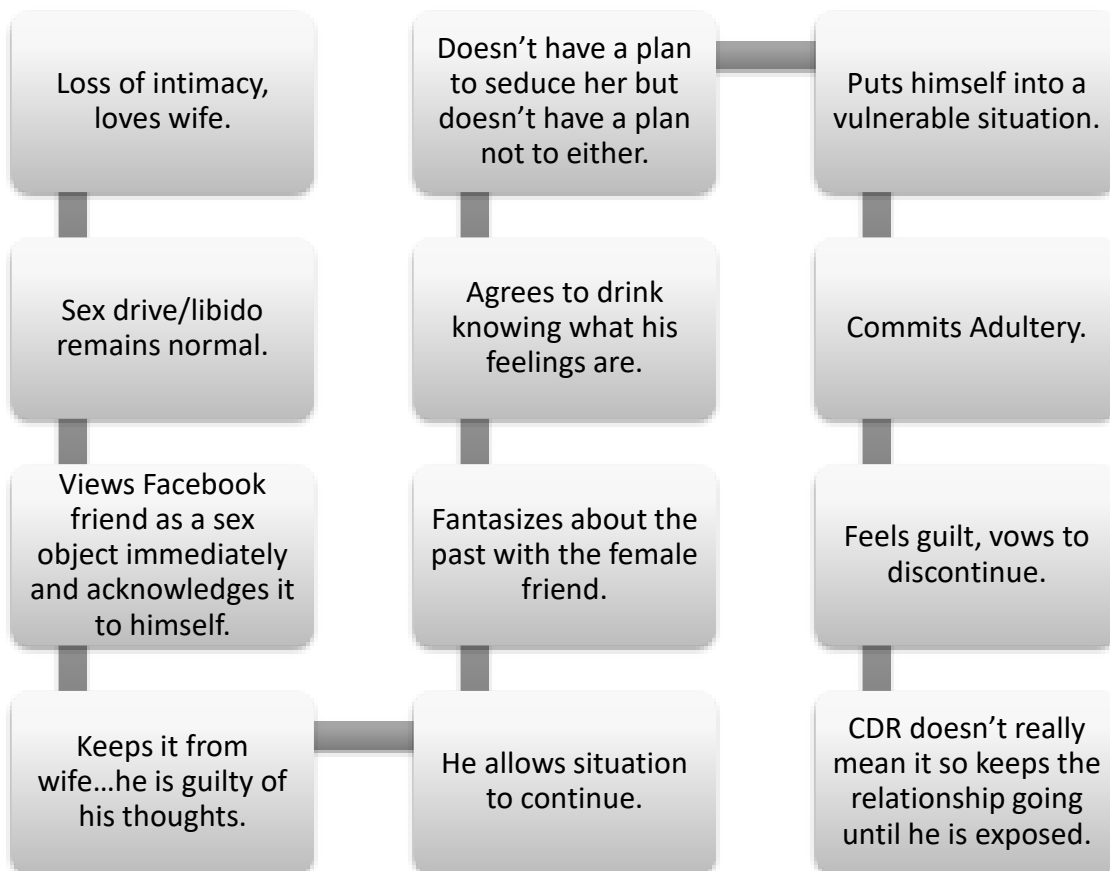 Loss of intimacy,
loves wife.
Sex drive/libido
remains normal.
Views Facebook
friend as a sex
object immediately
and acknowledges it
to himself.
Keeps it from
wife...he is guilty of
his thoughts.
He allows situation
to continue.
Fantasizes about the
past with the female
friend.
Agrees to drink
knowing what his
feelings are.
Doesn’t have a plan
to seduce her but
doesn’t have a plan
not to either.
Puts himself into a
vulnerable situation.
Commits Adultery.
Feels guilt, vows to
discontinue.
CDR doesn’t really
mean it so keeps the
relationship going
until he is exposed.